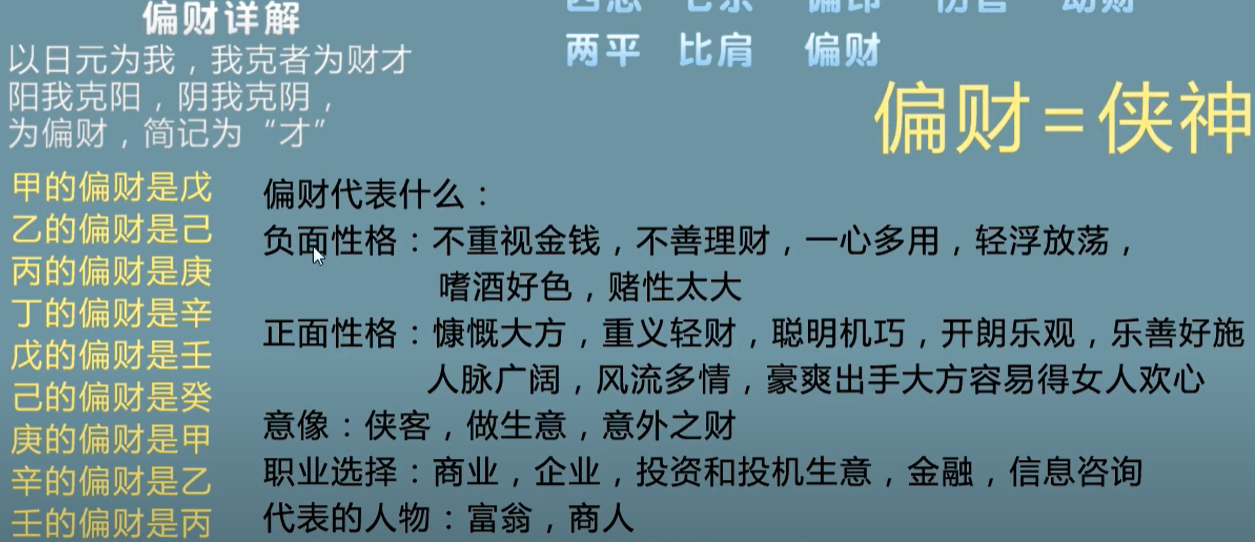 偏财详解
以日元为我，我克者为财才
阳我克阳，阴我克阴，
为偏财，简记为“才”
两平 比肩 偏财
偏财=侠神
甲的偏财是戊
乙的偏财是己
丙的偏财是庚
丁的偏财是辛
戊的偏财是壬
己的偏财是癸
庚的偏财是甲
辛的偏财是乙
壬的偏财是丙
偏财代表什么：
负面性格：不重视金钱，不善理财，一心多用，轻浮放荡，
嗜酒好色，赌性太大
正面性格：慷慨大方，重义轻财，聪明机巧，开朗乐观，乐善好施
人脉广阔，风流多情，豪爽出手大方容易得女人欢心
意像：侠客，做生意，意外之财
职业选择：商业，企业，投资和投机生意，金融，信息咨询
代表的人物：富翁，商人